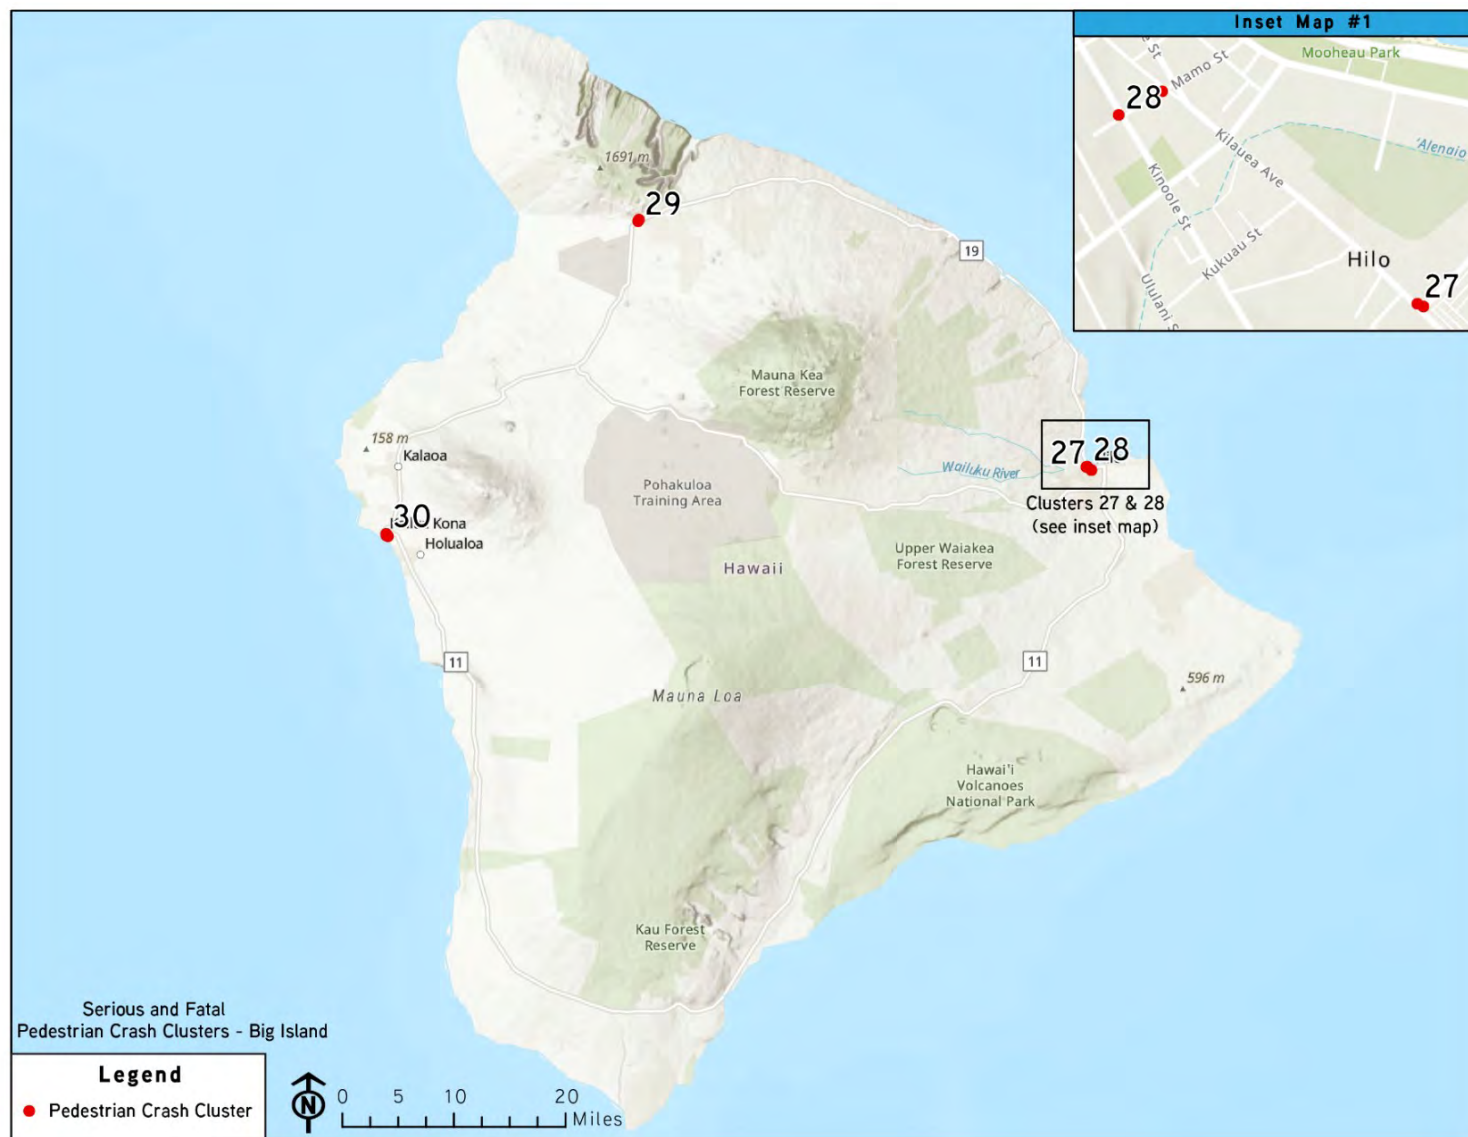 Inset Map #1
Mooheau Park
e St
Mamo St
28
Kilauea Ave
'Alenaio
Kinoole St
Kukuau St
Hilo
Ululani S
27
1691 m
29
19
Mauna Kea
Forest Reserve
158 m
Kalaoa
27 28
Wailuku River
Pohakuloa
Training Area
Clusters 27 & 28
(see inset map)
30
Kona
Holualoa
Upper Waiakea
Forest Reserve
Hawaii
11
11
596 m
Mauna Loa
Hawai'i
Volcanoes
National Park
Kau Forest
Reserve
Serious and Fatal
Pedestrian Crash Clusters - Big Island
Legend
Pedestrian Crash Cluster
N
0 5 10 20
Miles